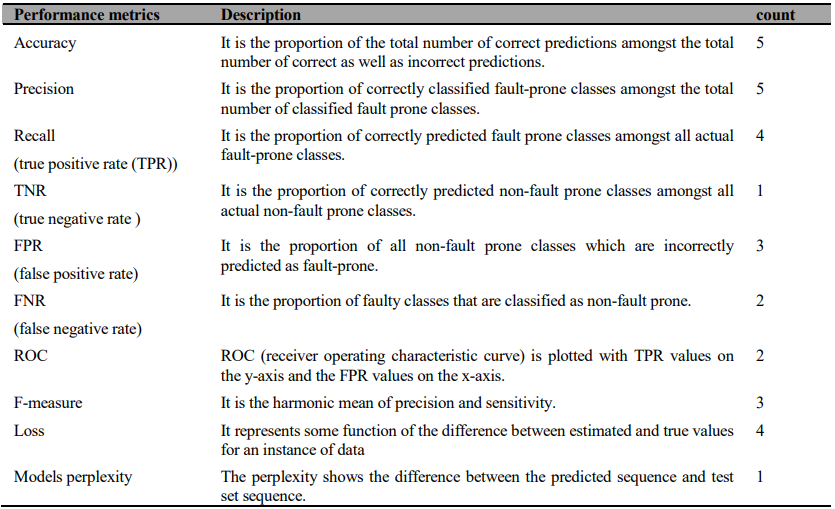 Performance metrics Description count
Accuracy It is the proportion of the total number of correct predictions amongst the total 5
number of correct as well as incorrect predictions.
Precision It is the proportion of correctly classified fault-prone classes amongst the total 5
number of classified fault prone classes.
Recall It is the proportion of correctly predicted fault prone classes amongst all actual 4
(true positive rate (TPR)) fault-prone classes.
TNR It is the proportion of correctly predicted non-fault prone classes amongst all 1
(true negative rate ) actual non-fault prone classes.
FPR It is the proportion of all non-fault prone classes which are incorrectly 3
(false positive rate) predicted as fault-prone.
FNR It is the proportion of faulty classes that are classified as non-fault prone. 2
(false negative rate)
ROC ROC (receiver operating characteristic curve) is plotted with TPR values on 2
the y-axis and the FPR values on the x-axis.
F-measure It is the harmonic mean of precision and sensitivity. 3
Loss It represents some function of the difference between estimated and true values 4
for an instance of data
Models perplexity The perplexity shows the difference between the predicted sequence and test 1
set sequence.